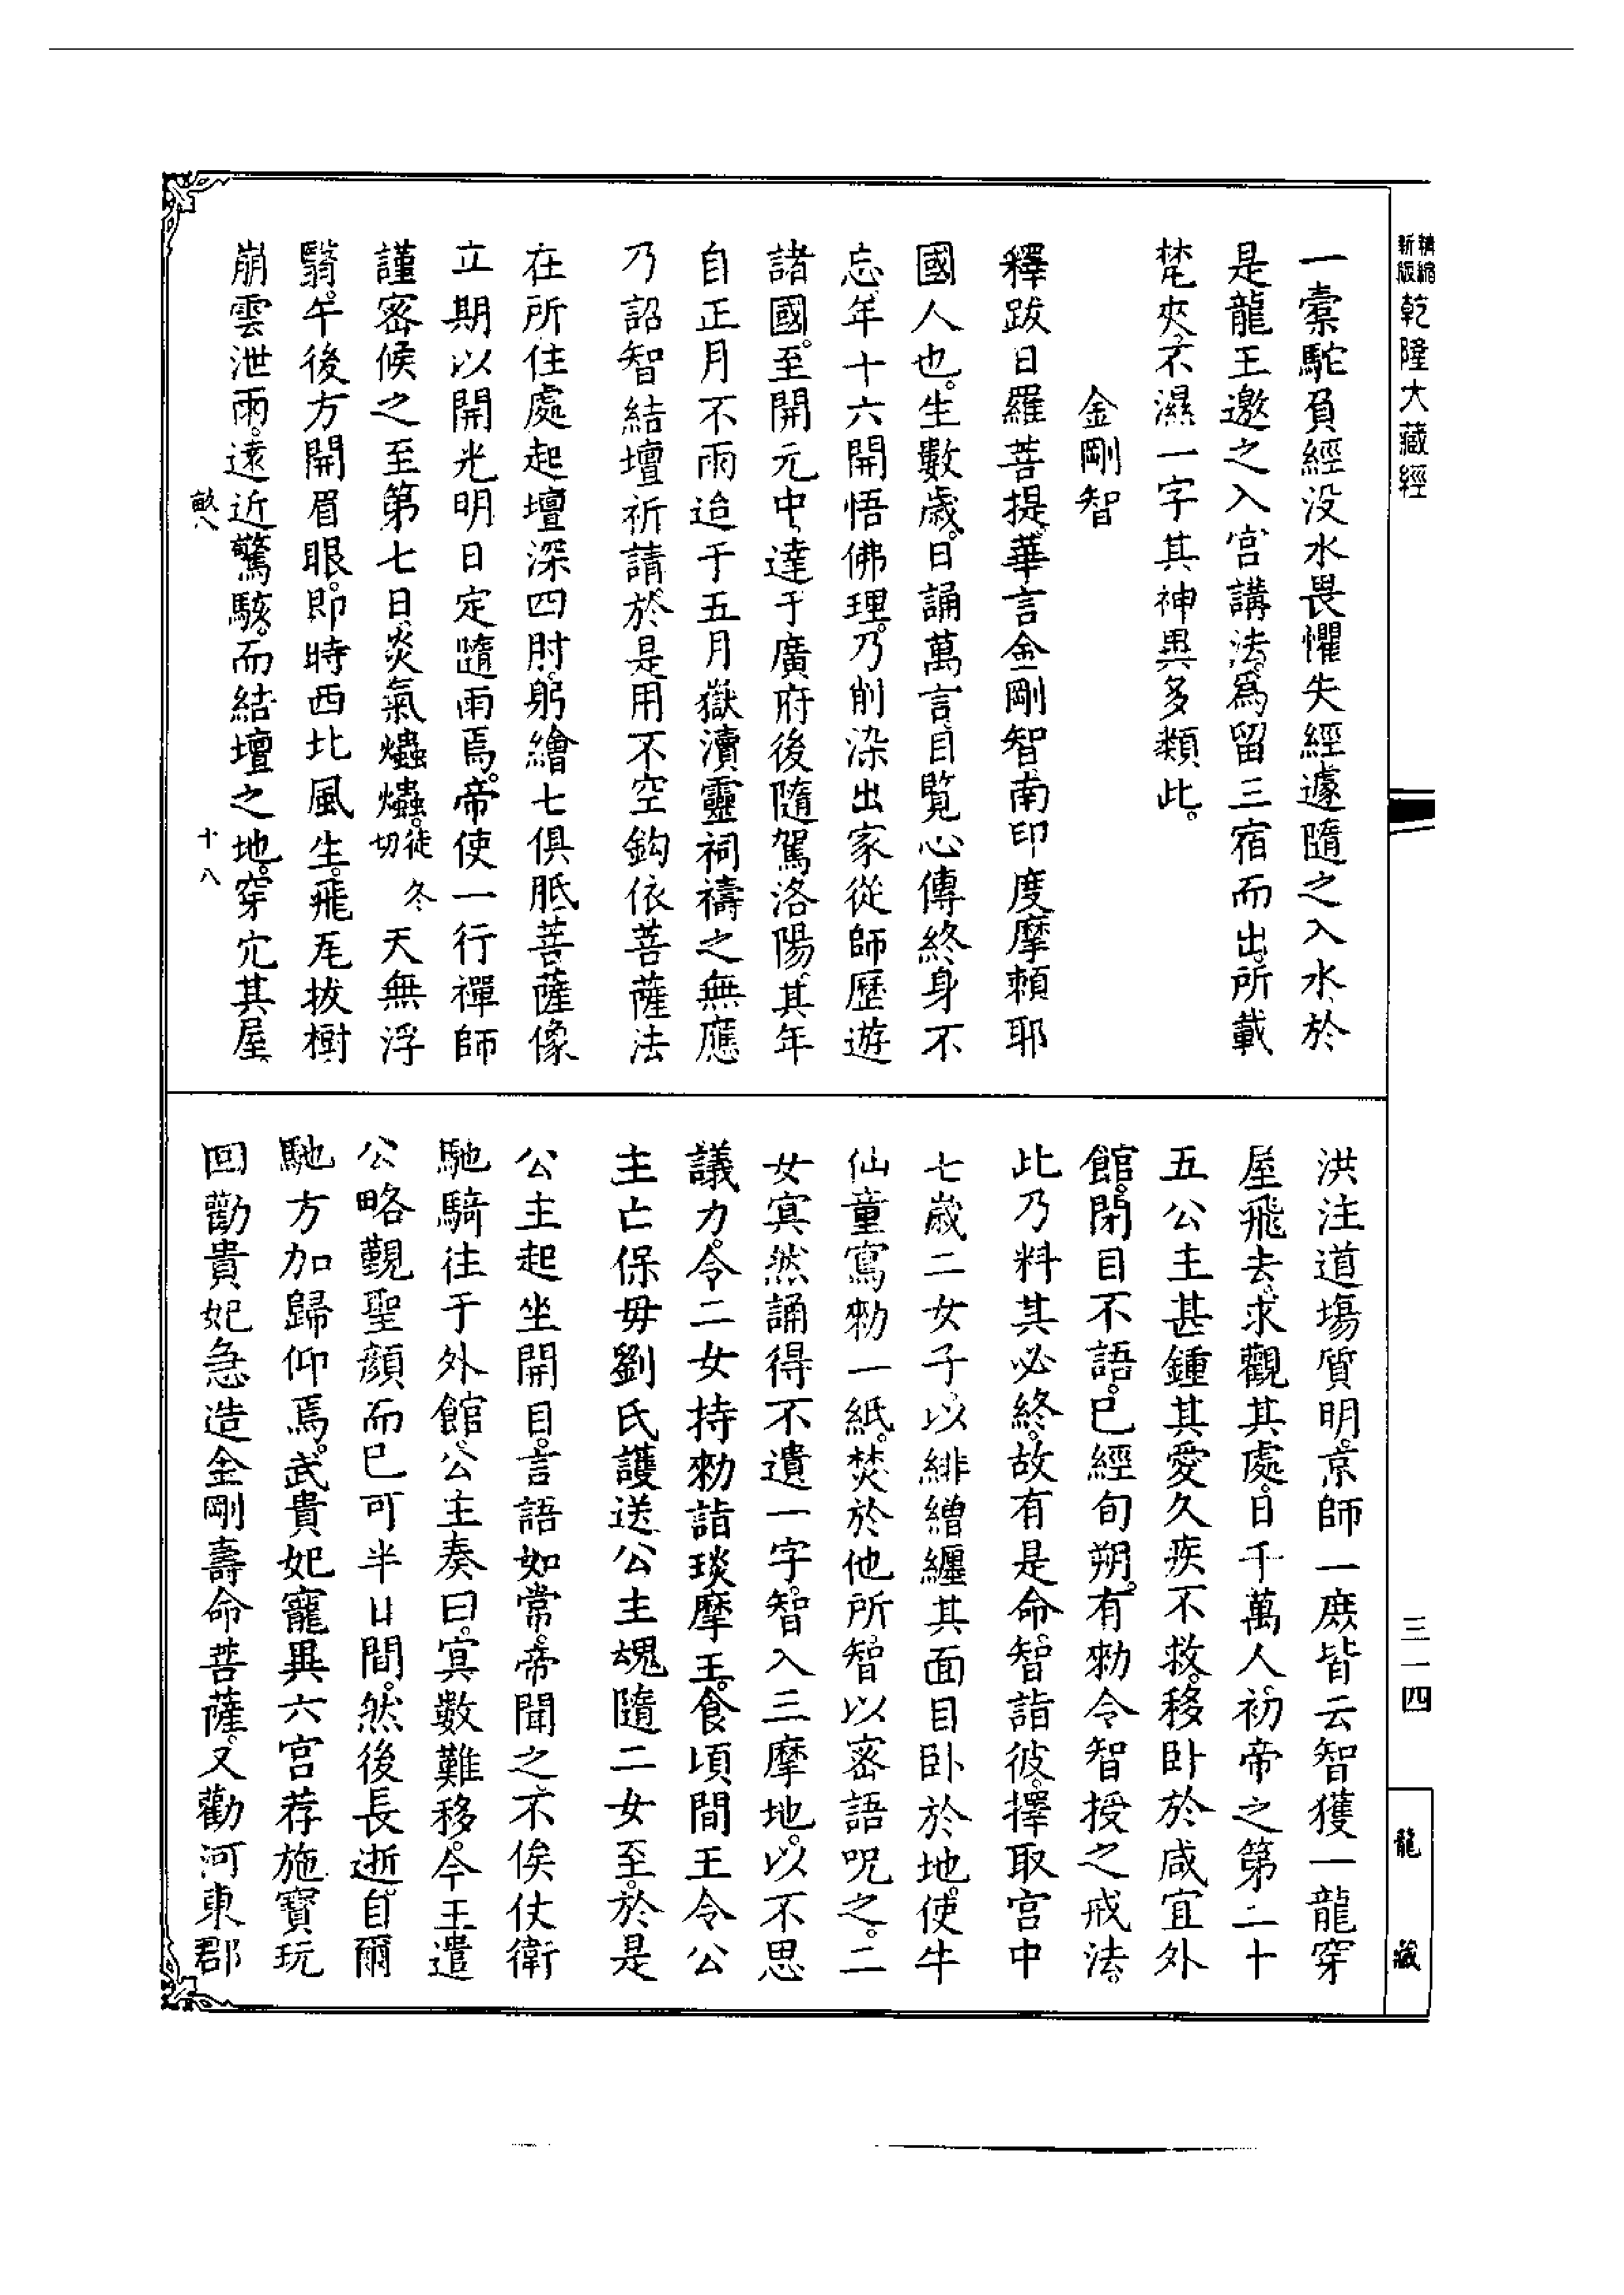 精縮
新版
乾隆大藏經
一橐駝負經没水畏懼失經遽隨之入水、於
是龍王邀之入宫講法。爲留三宿而出。所載
梵夾、不濕一字其神異多類此。
金剛智
釋跋日羅菩提、華言金剛智、南印度摩賴耶
國人也。生數歲。日誦萬言、目覽心傳終身不
忘、年十六開悟佛理。乃削染出家從師歷遊
諸國。至開元中、達于廣府後隨駕洛陽。其年
自正月不雨迨于五月嶽瀆靈祠禱之無應
乃詔智結壇祈請。於是用不空鈎依菩薩法
在所住處起壇深四肘。躬繪七俱胝菩薩像
立期以開光明日定隨雨焉。帝使一行禪師
謹密候之至第七日、炎氣爞爞。徒冬切天無浮
翳。午後方開眉眼。即時西北風生。飛瓦拔樹
崩雲泄雨。遠近驚駭。而結壇之地。穿穴其屋
十八
洪注道場質明。京師一庶皆云智獲一龍穿
屋飛去。求觀其處。日千萬人。初帝之第二十
五公主甚鍾其愛久疾不救。移卧於咸宜外
館。閉目不語。已經旬朔。有勑令智授之戒法。
此乃料其必終。故有是命。智詣彼。擇取宫中
七歲二女子以緋繒纏其面目卧於地。使牛
仙童寫勑一紙。焚於他所。智以密語呪之。二
女冥然誦得不遺一字。智入三摩地。以不思
議力。令二女持勑詣琰摩王。食頃間王令公
主亡保毋劉氏護送公主魂隨二女至。於是
公主起坐開目。言語如常。帝聞之、不俟仗衛
馳騎往于外館。公主奏曰。冥數難移。今王遣
公略覲聖顏而已可半日間。然後長逝。自爾
馳方加歸仰焉。武貴妃寵異六宫荐施寶玩
回勸貴妃急造金剛壽命菩薩。又勸河東郡
三一四
龍藏